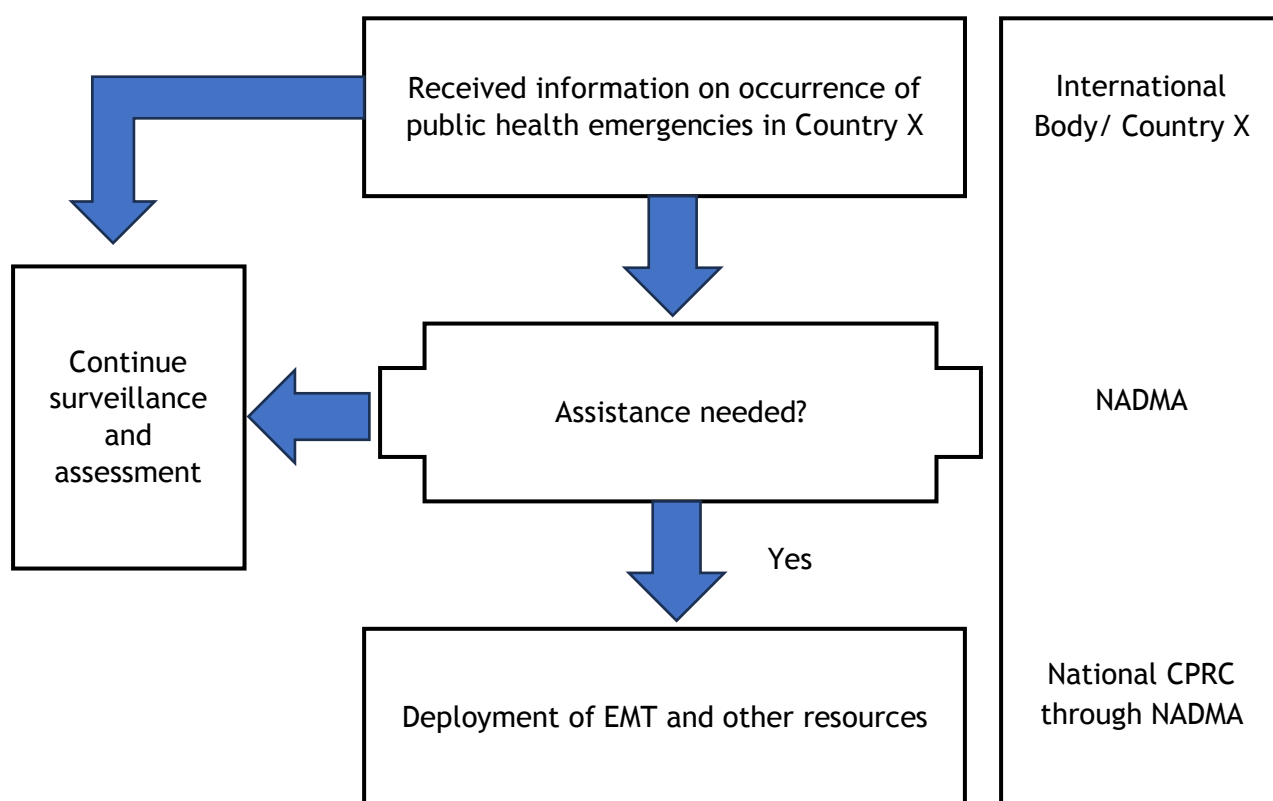 Received information on occurrence of
public health emergencies in Country X
International
Body/ Country X
Continue
surveillance
and
assessment
Assistance needed?
NADMA
Yes
Deployment of EMT and other resources
National CPRC
through NADMA